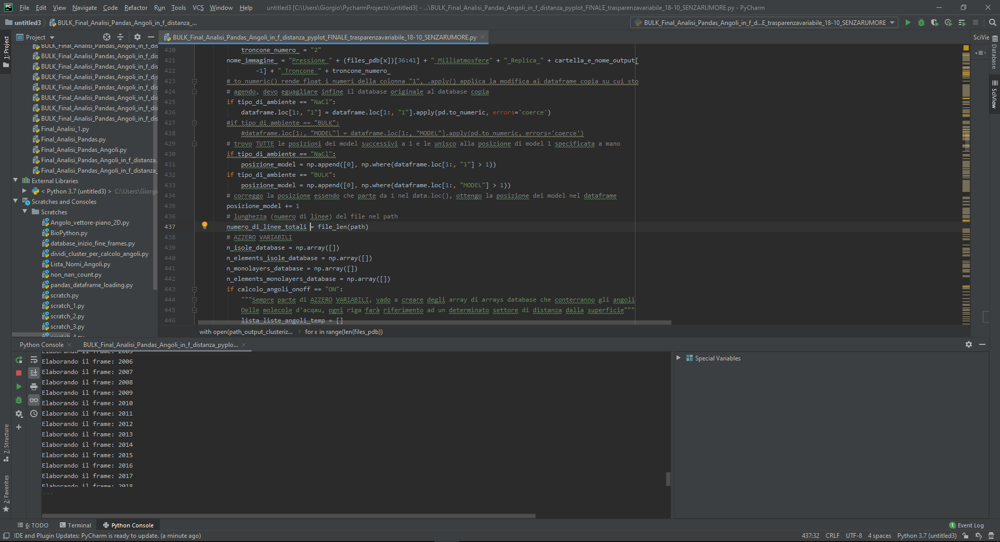 PC File Edit View Navigate Code Refactor Run Tools VCS Window Help untitled3 [C:\Users\Giorgio\PycharmProjects\untitled3] - ...\BULK_Final_Analisi_Pandas_Angoli_in_f_distanza_pyplot_FINALE_trasparenzavariabile_18-10_SENZARUMORE.py - PyCharm
untitled3 BULK_Final_Analisi_Pandas_Angoli_in_f_distanza_... BULK_Final_Analisi_Pandas_Angoli_in_f_d...E_trasparenzavariabile_18-10_SENZARUMORE
1: Project
Project
BULK_Final_Analisi_Pandas_Angoli_in_f_distanza_pyplot_FINALE_trasparenzavariabile_18-10_SENZARUMORE.py
SciVie
BULK_Final_Analisi_Pandas_Angoli_in_f_dis
BULK_Final_Analisi_Pandas_Angoli_in_f_dis
BULK_Final_Analisi_Pandas_Angoli_in_f_dis
BULK_Final_Analisi_Pandas_Angoli_in_f_dis
BULK_Final_Analisi_Pandas_Angoli_in_f_dis
BULK_Final_Analisi_Pandas_Angoli_in_f_dis
BULK_Final_Analisi_Pandas_Angoli_in_f_dis
BULK_Final_Analisi_Pandas_Angoli_in_f_dis
Final_Analisi_1.py
Final_Analisi_Pandas.py
Final_Analisi_Pandas_Angoli.py
Final_Analisi_Pandas_Angoli_in_f_distanza.
Final_Analisi_Pandas_Angoli_in_f_distanza_
External Libraries
< Python 3.7 (untitled3) > C:\Users\Giorgi
Scratches and Consoles
Scratches
Angolo_vettore-piano_2D.py
BioPython.py
database_inizio_fine_frames.py
dividi_cluster_per_calcolo_angoli.py
Lista_Nomi_Angoli.py
non_nan_count.py
pandas_dataframe_loading.py
scratch.py
scratch_1.py
scratch_2.py
scratch_3.py
scratch_4.py
420 troncone_numero_ = "2"
421 nome_immagine_ = "Pressione_" + (files_pdb[x])[36:41] + "_Milliatmosfere" + "_Replica_" + cartella_e_nome_output[
422 -1] + "_Troncone_" + troncone_numero_
423 # to_numeric() rende float i numeri della colonna "1", .apply() applica la modifica al dataframe copia su cui sto
424 # agendo, devo eguagliare infine il database originale al database copia
425 if tipo_di_ambiente == "NaCl":
426 dataframe.loc[1:, "1"] = dataframe.loc[1:, "1"].apply(pd.to_numeric, errors='coerce')
427 #if tipo_di_ambiente == "BULK":
428 #dataframe.loc[1:, "MODEL"] = dataframe.loc[1:, "MODEL"].apply(pd.to_numeric, errors='coerce')
429 # trovo TUTTE le posizioni dei model successivi a 1 e le unisco alla posizione di model 1 specificata a mano
430 if tipo_di_ambiente == "NaCl":
431 posizione_model = np.append([0], np.where(dataframe.loc[1:, "1"] > 1))
432 if tipo_di_ambiente == "BULK":
433 posizione_model = np.append([0], np.where(dataframe.loc[1:, "MODEL"] > 1))
434 # correggo la posizione essendo che parte da 1 nel data.loc(), ottengo la posizione dei model nel dataframe
435 posizione_model += 1
436 # lunghezza (numero di linee) del file nel path
437 numero_di_linee_totali = file_len(path)
438 # AZZERO VARIABILI
439 n_isole_database = np.array([])
440 n_elements_isole_database = np.array([])
441 n_monolayers_database = np.array([])
442 n_elements_monolayers_database = np.array([])
443 if calcolo_angoli_onoff == "ON":
444 """Sempre parte di AZZERO VARIABILI, vado a creare degli array di arrays database che conterranno gli angoli
445 Delle molecole d'acqau, ogni riga farà riferimento ad un determinato settore di distanza dalla superficie"""
446 lista_liste_angoli_temp = []
with open(path_output_clusteriz... for x in range(len(files_pdb))
Database
SciView
Python Console BULK_Final_Analisi_Pandas_Angoli_in_f_distanza_pyplo...
Elaborando il frame: 2005
Elaborando il frame: 2006
Elaborando il frame: 2007
Elaborando il frame: 2008
Elaborando il frame: 2009
Elaborando il frame: 2010
Elaborando il frame: 2011
Elaborando il frame: 2012
Elaborando il frame: 2013
Elaborando il frame: 2014
Elaborando il frame: 2015
Elaborando il frame: 2016
Elaborando il frame: 2017
Elaborando il frame: 2018
...
Special Variables
7: Structure
2: Favorites
6: TODO Terminal Python Console 1 Event Log
IDE and Plugin Updates: PyCharm is ready to update. (a minute ago) 437:32 CRLF UTF-8 4 spaces Python 3.7 (untitled3)